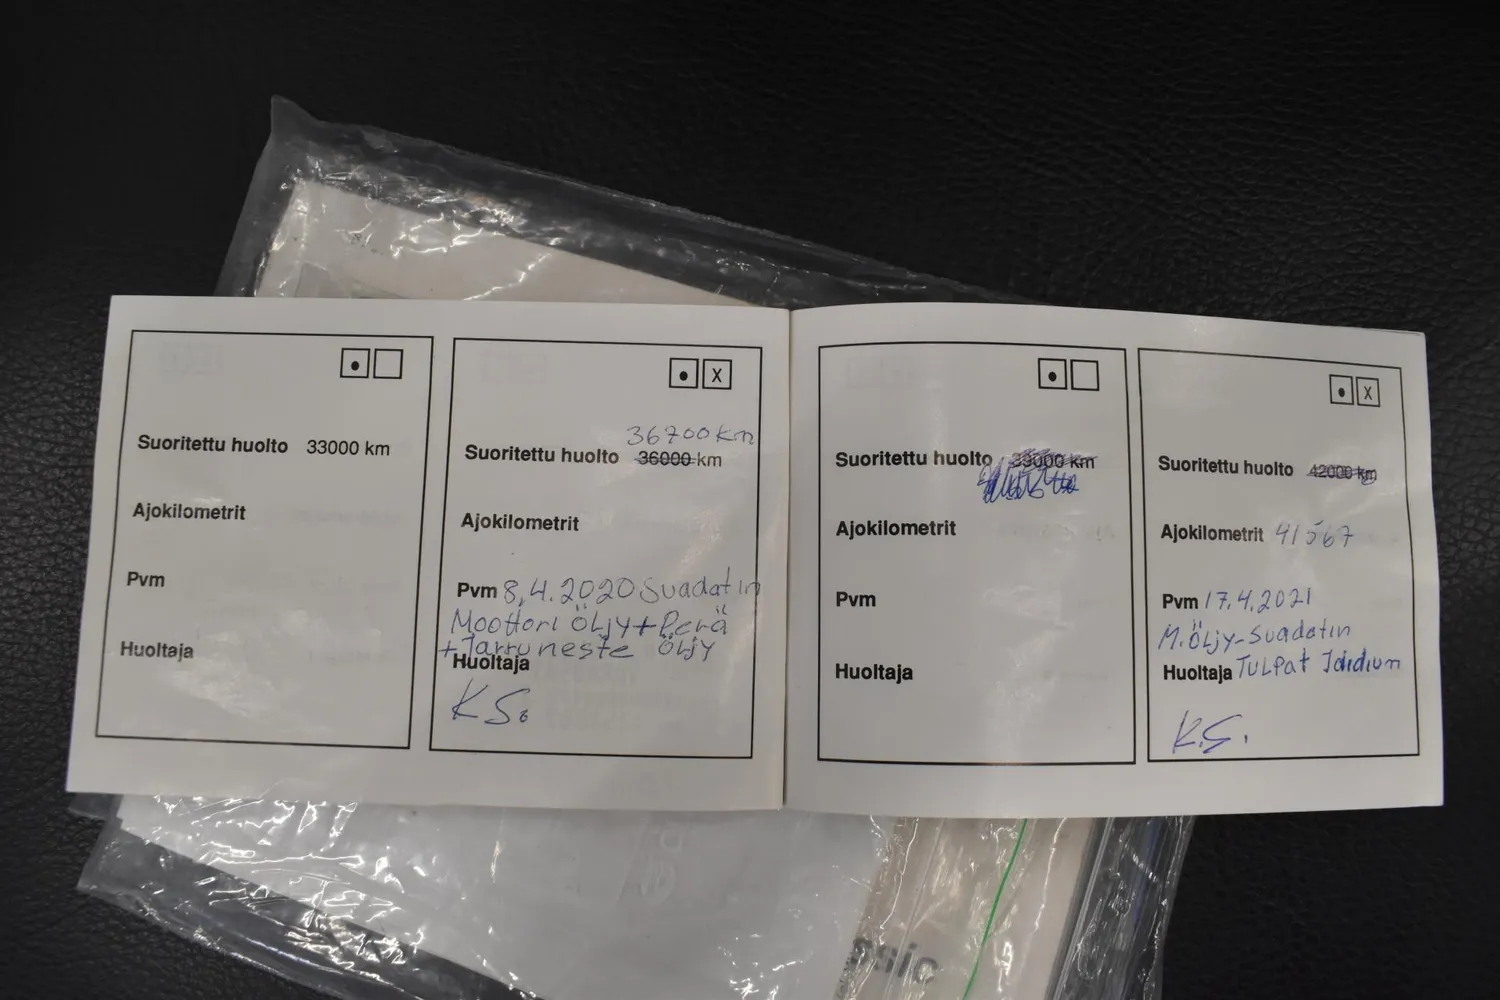 Suoritettu huolto 33000 km
Ajokilometrit
Pvm
Huoltaja
X
36700 km
Suoritettu huolto 36000 km
Ajokilometrit
Pvm 8.4.2020 Suadatin
Moottori öljy + Perä
+ Jarruneste öljy
Huoltaja
K S.
Suoritettu huolto 39000 km
Ajokilometrit
Pvm
Huoltaja
X
Suoritettu huolto 42000 km
Ajokilometrit 41567
Pvm 17.4.2021
M.öljy-Suadatin
Huoltaja TULPat Ididium
K.S.